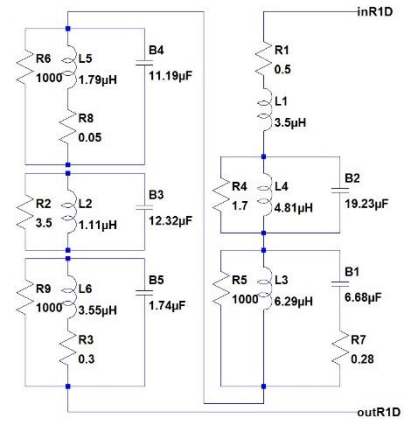 inR1D
R6
1000
L5
1.79µH
B4
11.19µF
R8
0.05
R1
0.5
L1
3.5µH
R2
3.5
L2
1.11µH
B3
12.32µF
R4
1.7
L4
4.81µH
B2
19.23µF
R9
1000
L6
3.55µH
B5
1.74µF
R3
0.3
R5
1000
L3
6.29µH
B1
6.68µF
R7
0.28
outR1D